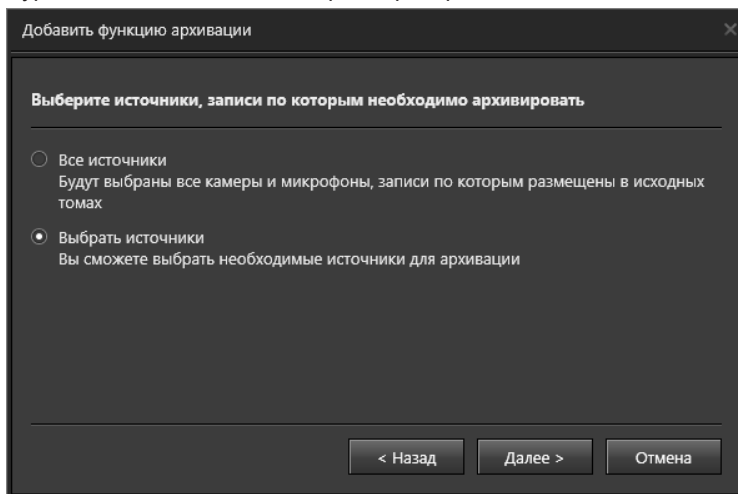 Добавить функцию архивации
Выберите источники, записи по которым необходимо архивировать
Все источники
Будут выбраны все камеры и микрофоны, записи по которым размещены в исходных
томах
Выбрать источники
Вы сможете выбрать необходимые источники для архивации
< Назад
Далее >
Отмена